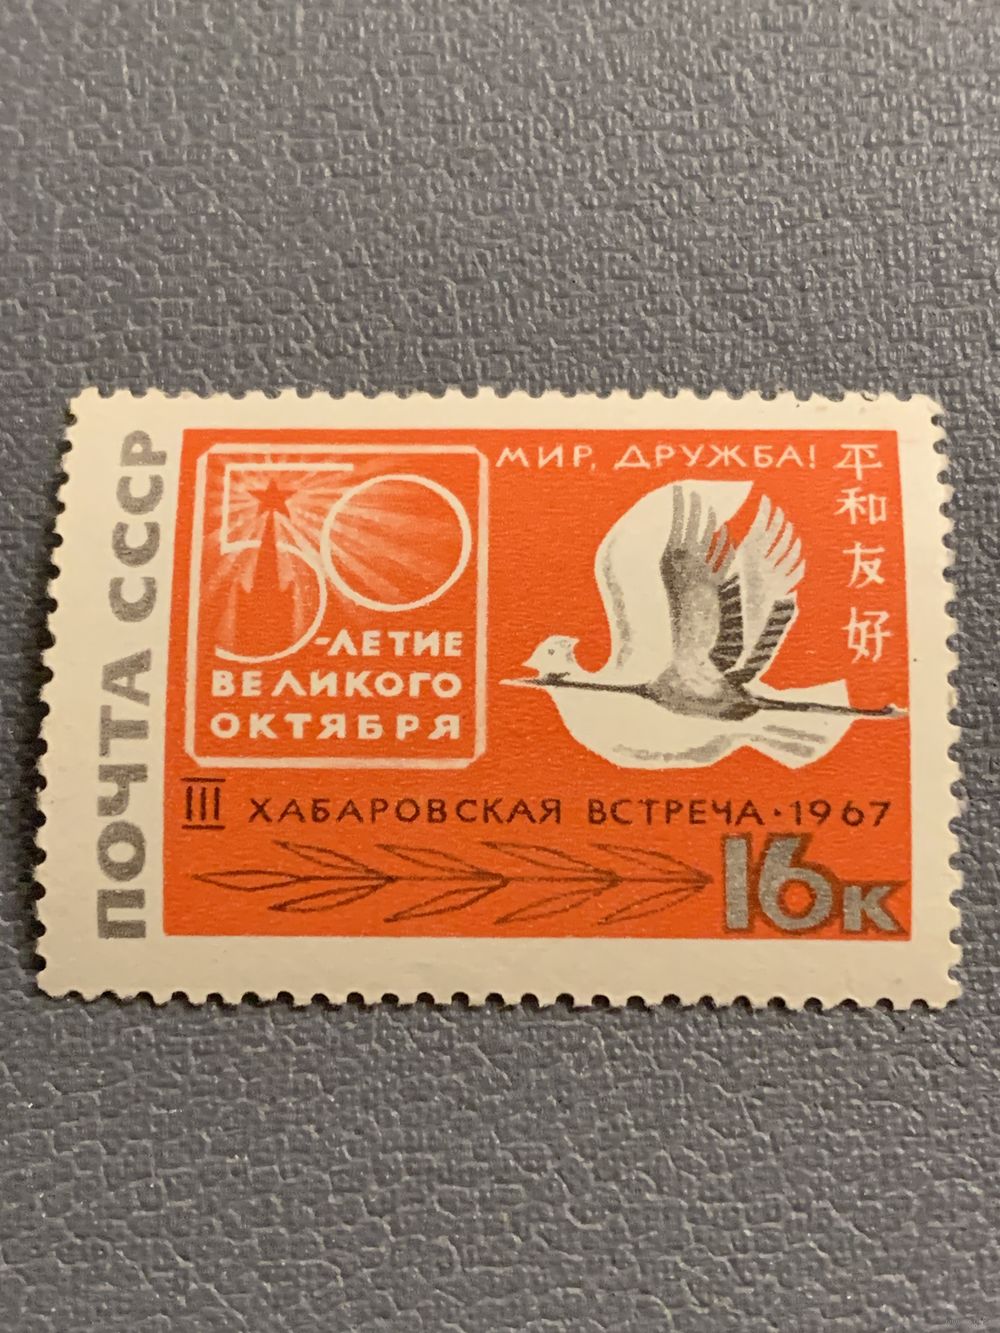 ПОЧТА СССР
МИР, ДРУЖБА!
平和友好
50-ЛЕТИЕ
ВЕЛИКОГО
ОКТЯБРЯ
III ХАБАРОВСКАЯ ВСТРЕЧА·1967
16К